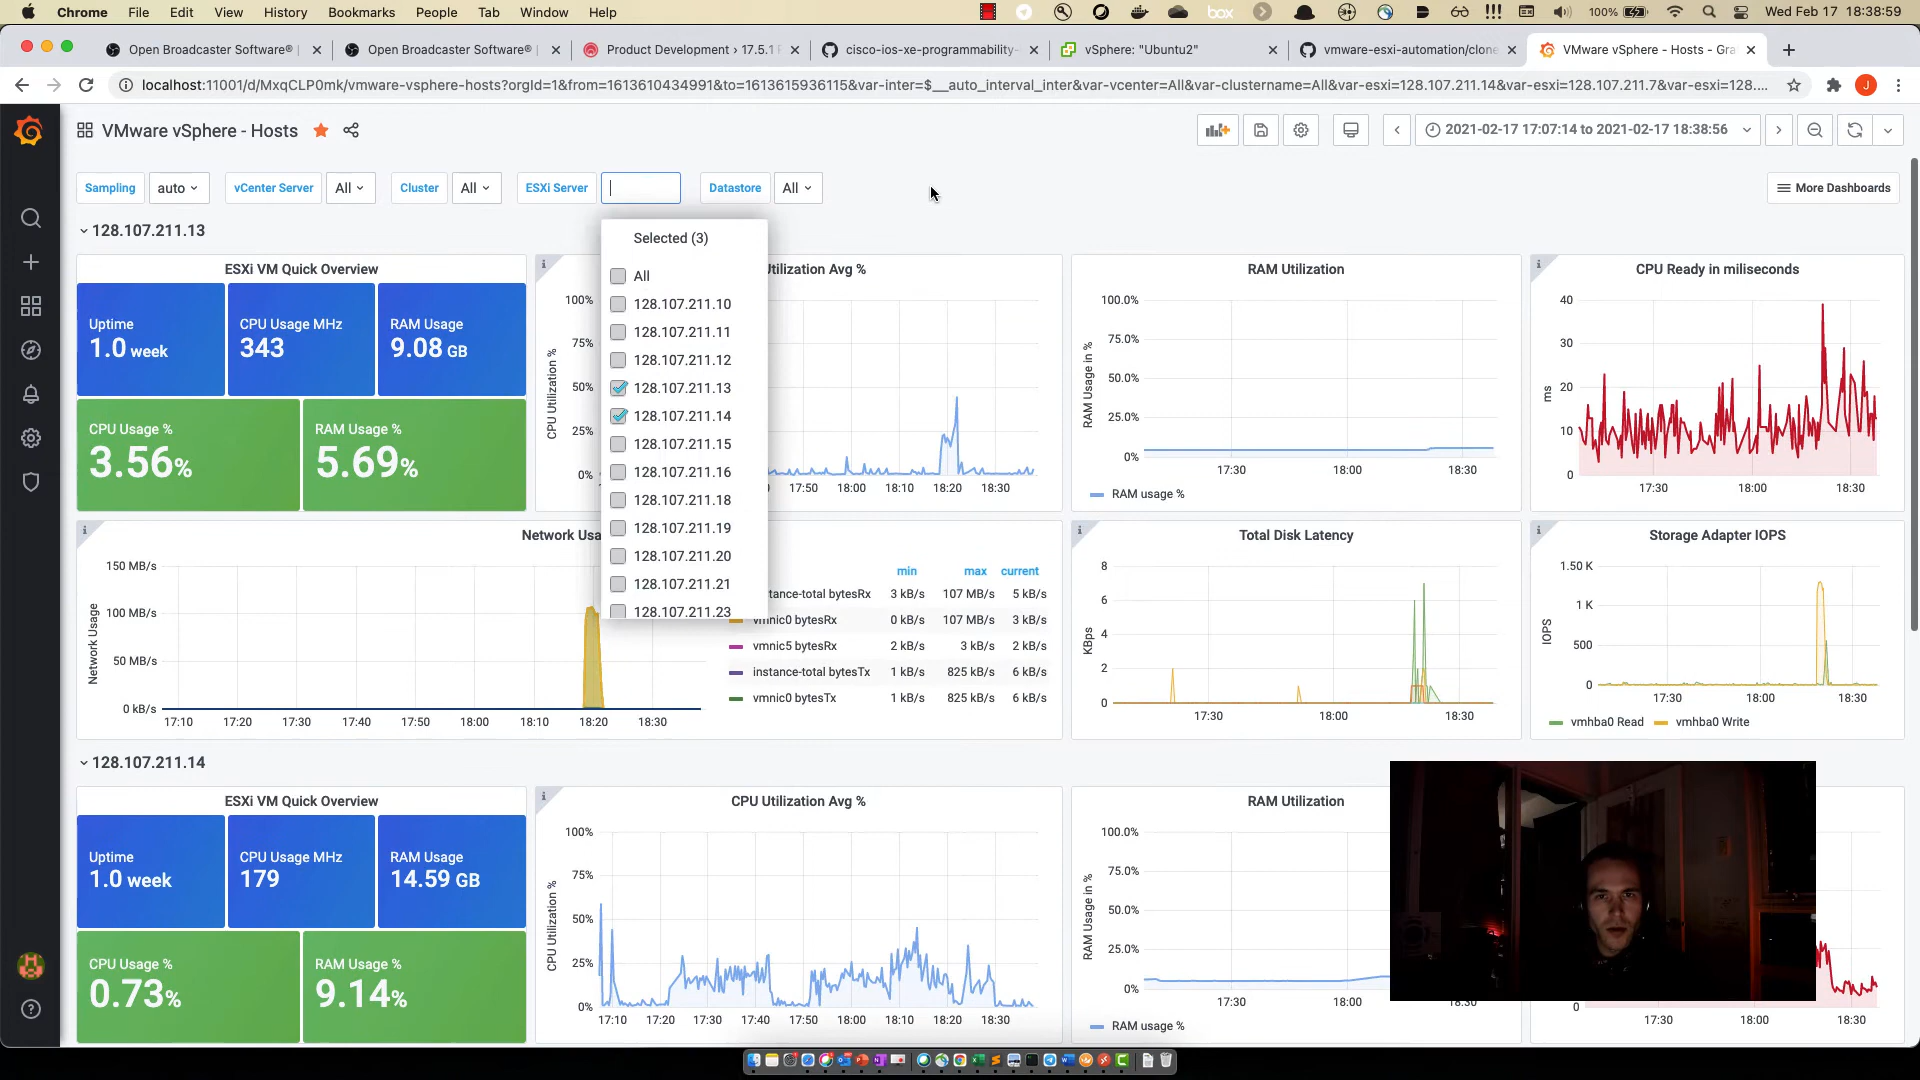 Chrome File Edit View History Bookmarks People Tab Window Help box 100% Wed Feb 17 18:38:59
Open Broadcaster Software® | Open Broadcaster Software® | Product Development › 17.5.1 cisco-ios-xe-programmability- vSphere: "Ubuntu2" vmware-esxi-automation/clone VMware vSphere - Hosts - Gra
localhost:11001/d/MxqCLP0mk/vmware-vsphere-hosts?orgId=1&from=1613610434991&to=1613615936115&var-inter=$__auto_interval_inter&var-vcenter=All&var-clustername=All&var-esxi=128.107.211.14&var-esxi=128.107.211.7&var-esxi=128.... J
VMware vSphere - Hosts 2021-02-17 17:07:14 to 2021-02-17 18:38:56
Sampling auto vCenter Server All Cluster All ESXi Server Datastore All More Dashboards
128.107.211.13
Selected (3)
All
128.107.211.10
128.107.211.11
128.107.211.12
128.107.211.13
128.107.211.14
128.107.211.15
128.107.211.16
128.107.211.18
128.107.211.19
128.107.211.20
128.107.211.21
128.107.211.23
ESXi VM Quick Overview
Uptime
1.0 week
CPU Usage MHz
343
RAM Usage
9.08 GB
CPU Usage %
3.56%
RAM Usage %
5.69%
Utilization Avg %
CPU Utilization %
100%
75%
50%
25%
0%
17:50 18:00 18:10 18:20 18:30
RAM Utilization
RAM Usage in %
100.0%
75.0%
50.0%
25.0%
0%
17:30 18:00 18:30
RAM usage %
CPU Ready in miliseconds
ms
40
30
20
10
0
17:30 18:00 18:30
Network Usa
Network Usage
150 MB/s
100 MB/s
50 MB/s
0 kB/s
17:10 17:20 17:30 17:40 17:50 18:00 18:10 18:20 18:30
min max current
stance-total bytesRx 3 kB/s 107 MB/s 5 kB/s
vmnic0 bytesRx 0 kB/s 107 MB/s 3 kB/s
vmnic5 bytesRx 2 kB/s 3 kB/s 2 kB/s
instance-total bytesTx 1 kB/s 825 kB/s 6 kB/s
vmnic0 bytesTx 1 kB/s 825 kB/s 6 kB/s
Total Disk Latency
KBps
8
6
4
2
0
17:30 18:00 18:30
Storage Adapter IOPS
IOPS
1.50 K
1 K
500
0
17:30 18:00 18:30
vmhba0 Read vmhba0 Write
128.107.211.14
ESXi VM Quick Overview
Uptime
1.0 week
CPU Usage MHz
179
RAM Usage
14.59 GB
CPU Usage %
0.73%
RAM Usage %
9.14%
CPU Utilization Avg %
CPU Utilization %
100%
75%
50%
25%
0%
17:10 17:20 17:30 17:40 17:50 18:00 18:10 18:20 18:30
RAM Utilization
RAM Usage in %
100.0%
75.0%
50.0%
25.0%
0%
17:30 18:00 18:30
RAM usage %
0
17:30 18:00 18:30